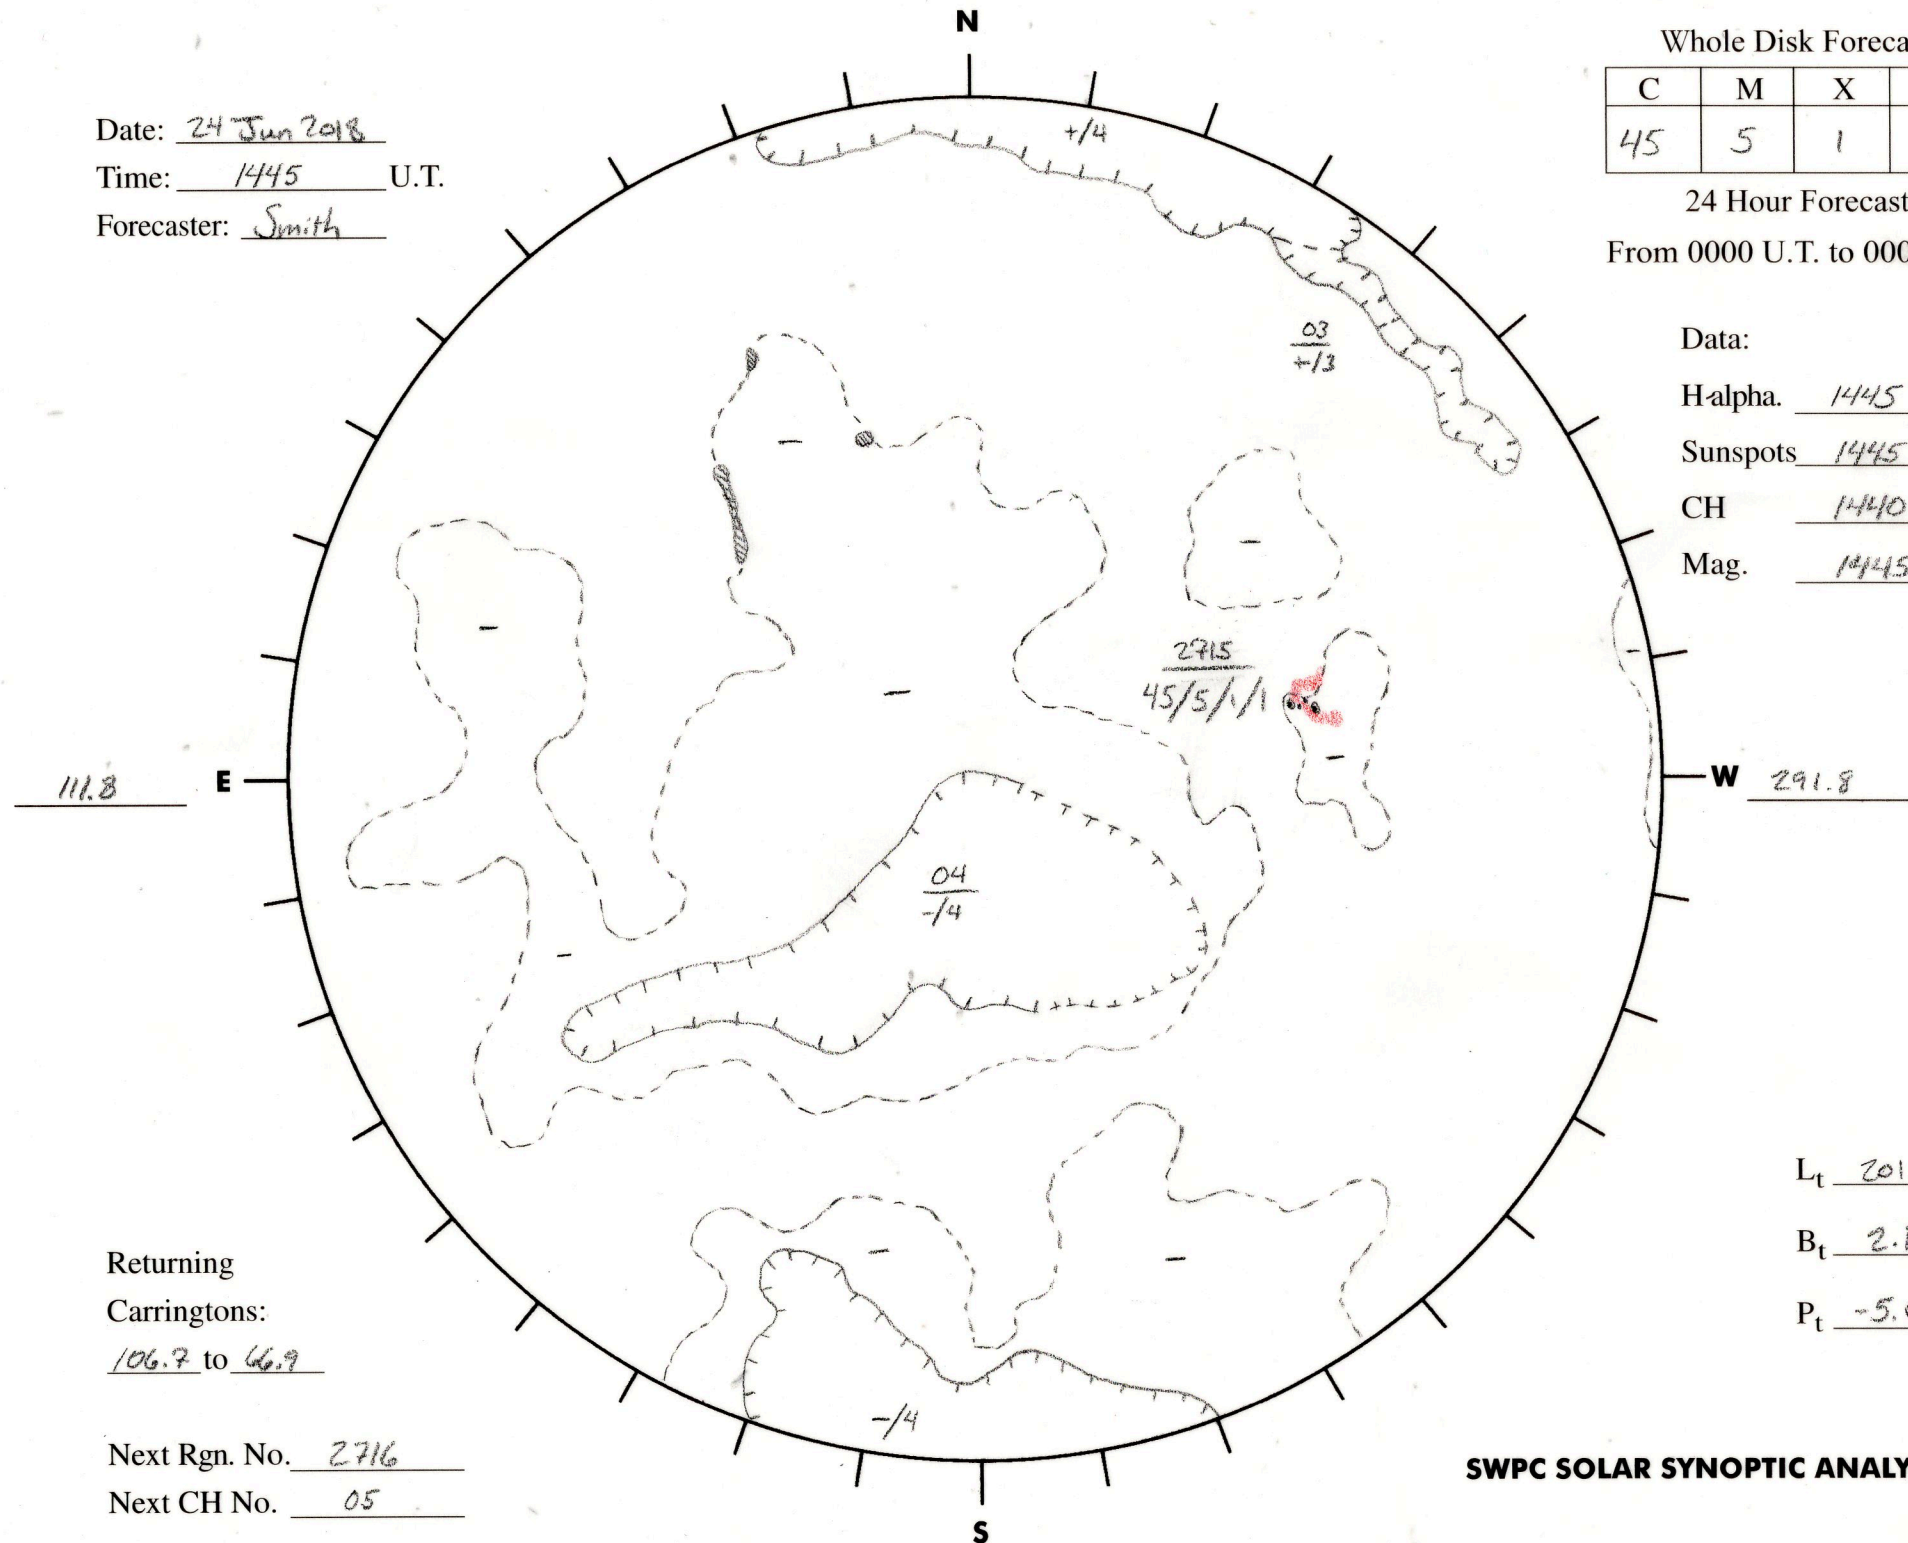 N
Whole Disk Foreca
C M X
45 5 1
24 Hour Forecast
From 0000 U.T. to 000
Date: 24 Jun 2018
Time: 1445 U.T.
Forecaster: Smith
+/4
03
+/3
Data:
H-alpha. 1445
Sunspots 1445
CH 1440
Mag. 1445
2715
45/5/1/1
111.8 E
W 291.8
04
-/4
Lt 201
Bt 2.
Pt -5.
Returning
Carringtons:
106.7 to 66.9
-/4
Next Rgn. No. 2716
Next CH No. 05
SWPC SOLAR SYNOPTIC ANALY
S